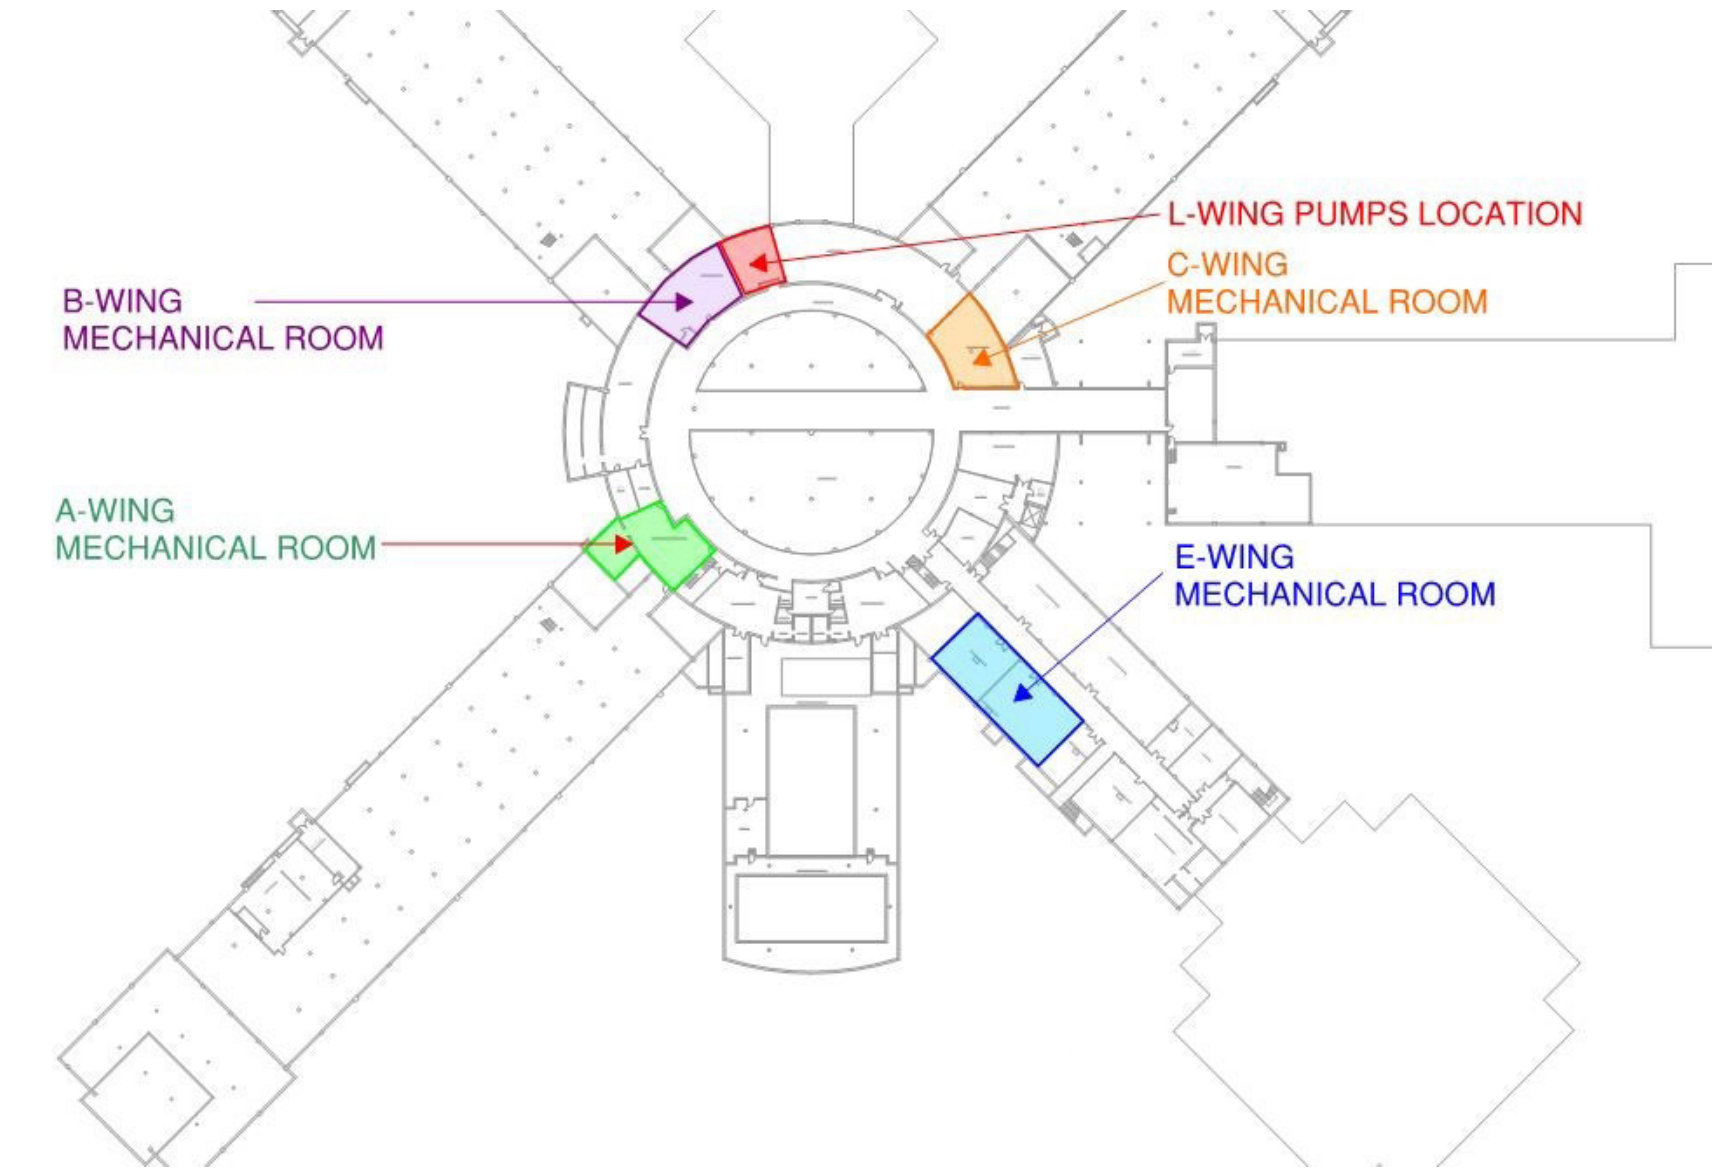 L-WING PUMPS LOCATION
C-WING
MECHANICAL ROOM
B-WING
MECHANICAL ROOM
A-WING
MECHANICAL ROOM
E-WING
MECHANICAL ROOM